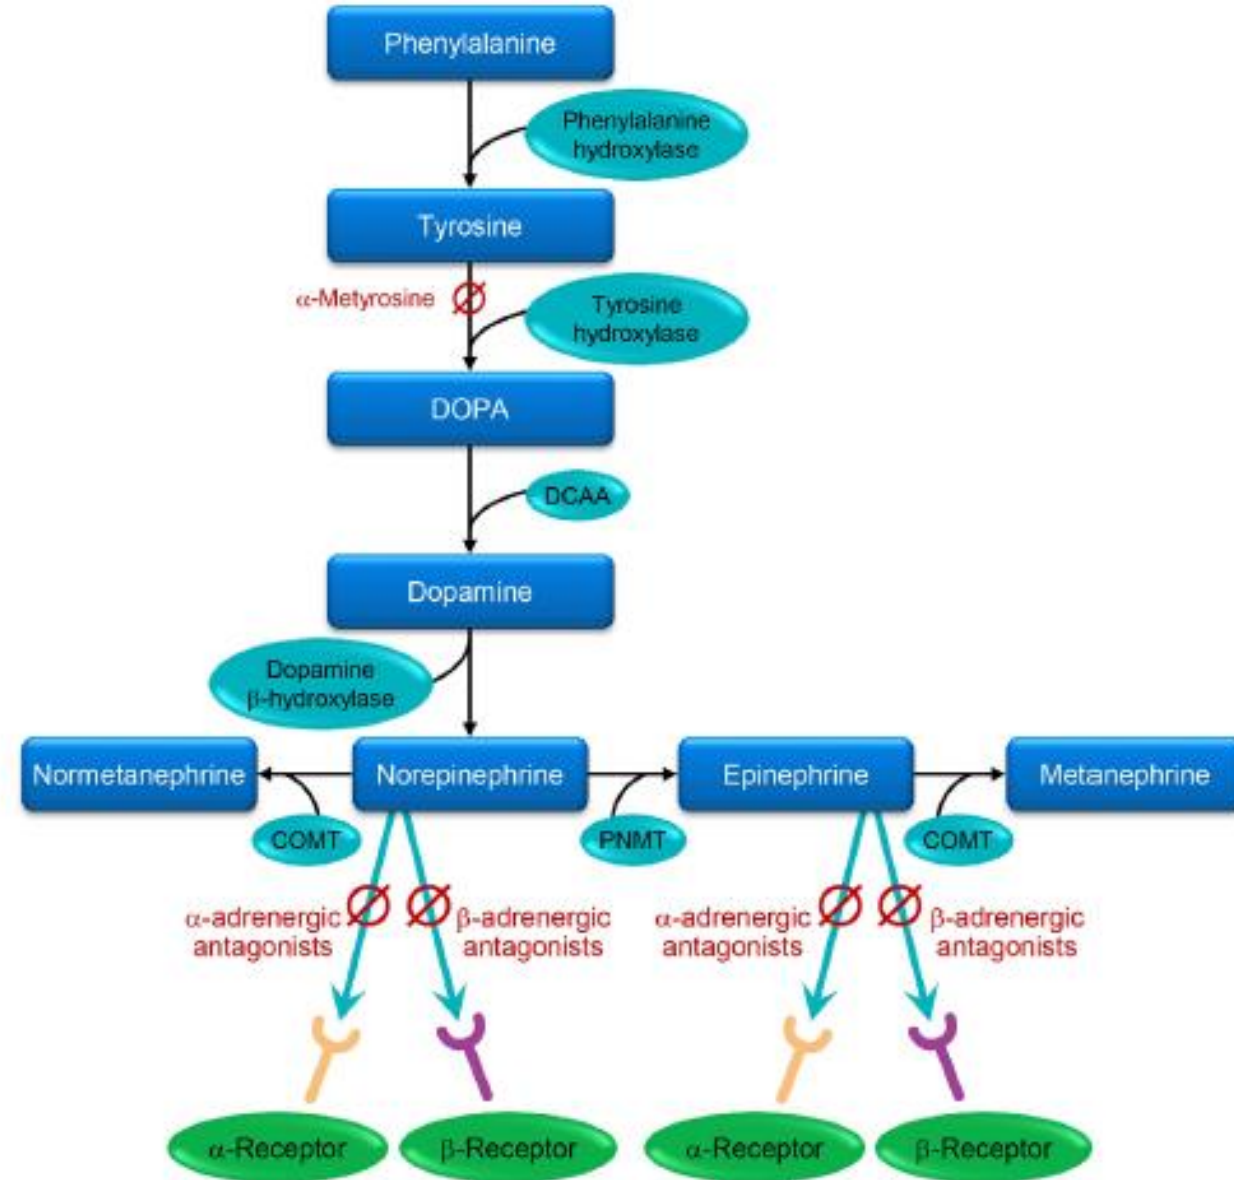 Phenylalanine
Phenylalanine
hydroxylase
Tyrosine
α-Metyrosine
Tyrosine
hydroxylase
DOPA
DCAA
Dopamine
Dopamine
β-hydroxylase
Normetanephrine
Norepinephrine
Epinephrine
Metanephrine
COMT
PNMT
COMT
α-adrenergic
antagonists
β-adrenergic
antagonists
α-adrenergic
antagonists
β-adrenergic
antagonists
α-Receptor
β-Receptor
α-Receptor
β-Receptor